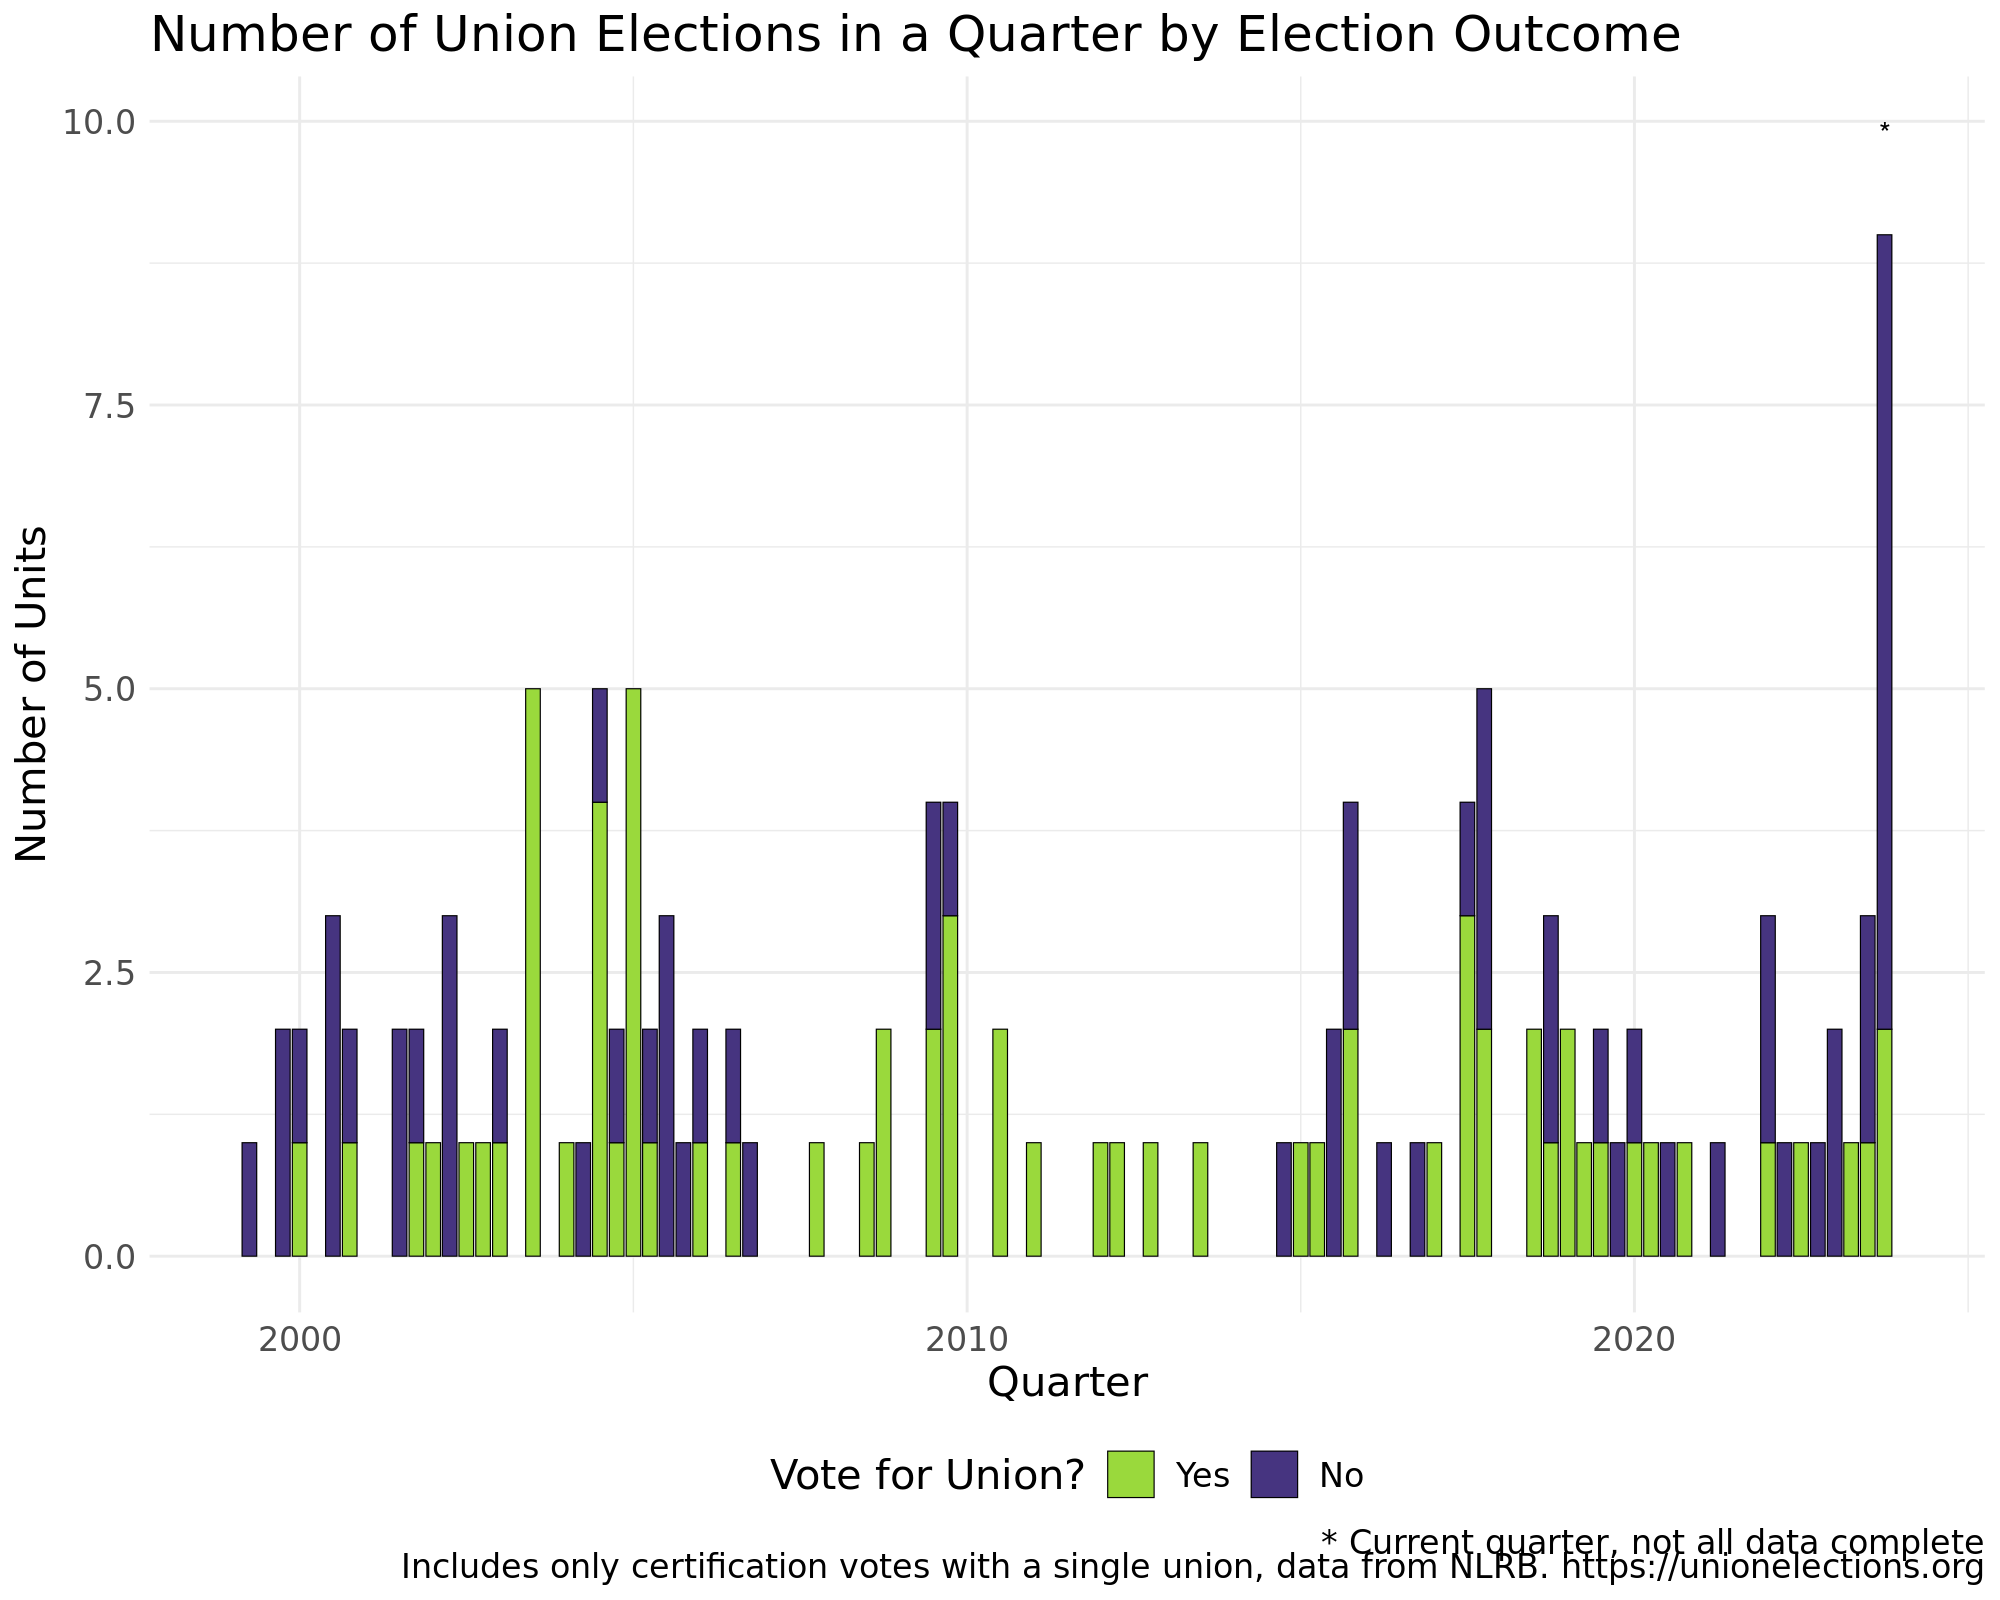 Number of Union Elections in a Quarter by Election Outcome
10.0
*
7.5
5.0
2.5
0.0
Number of Units
2000 2010 2020
Quarter
Vote for Union? Yes No
* Current quarter, not all data complete
Includes only certification votes with a single union, data from NLRB. https://unionelections.org